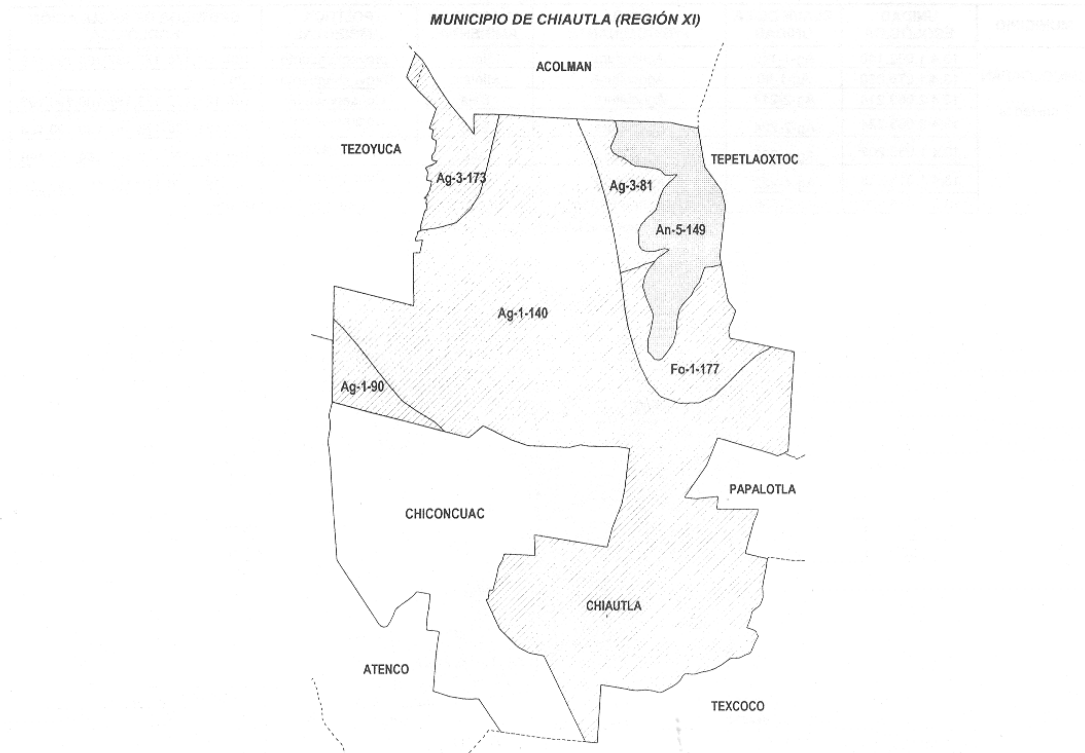 MUNICIPIO DE CHIAUTLA (REGIÓN XI)
ACOLMAN
TEZOYUCA
TEPETLAOXTOC
Ag-3-173
Ag-3-81
An-5-149
Ag-1-140
Fo-1-177
Ag-1-90
PAPALOTLA
CHICONCUAC
CHIAUTLA
ATENCO
TEXCOCO